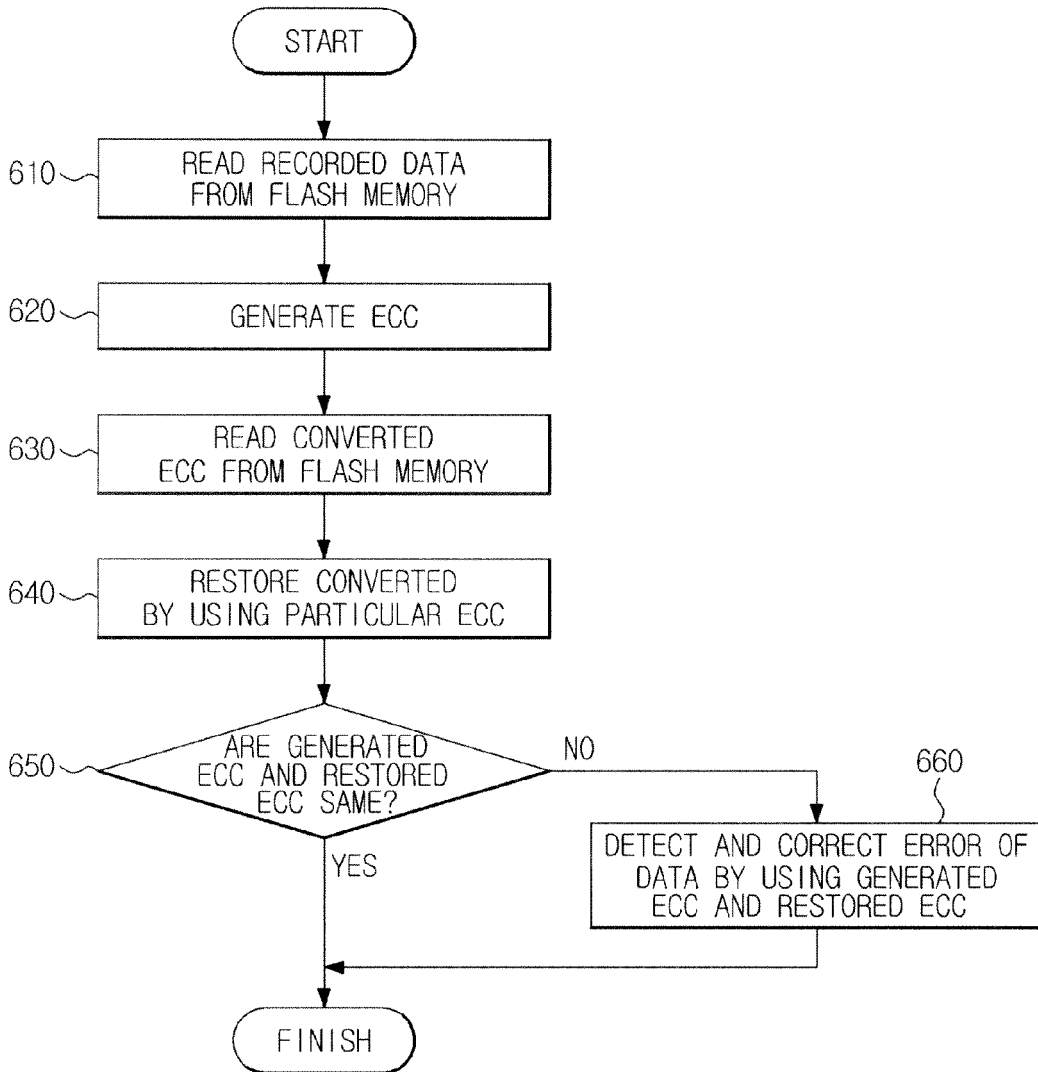 START
610
READ RECORDED DATA
FROM FLASH MEMORY
620
GENERATE ECC
630
READ CONVERTED
ECC FROM FLASH MEMORY
640
RESTORE CONVERTED
BY USING PARTICULAR ECC
650
ARE GENERATED
ECC AND RESTORED
ECC SAME?
NO
YES
660
DETECT AND CORRECT ERROR OF
DATA BY USING GENERATED
ECC AND RESTORED ECC
FINISH